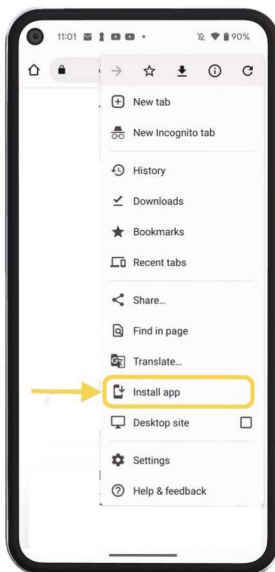 11:01
90%
New tab
New Incognito tab
History
Downloads
Bookmarks
Recent tabs
Share...
Find in page
Translate...
Install app
Desktop site
Settings
Help & feedback